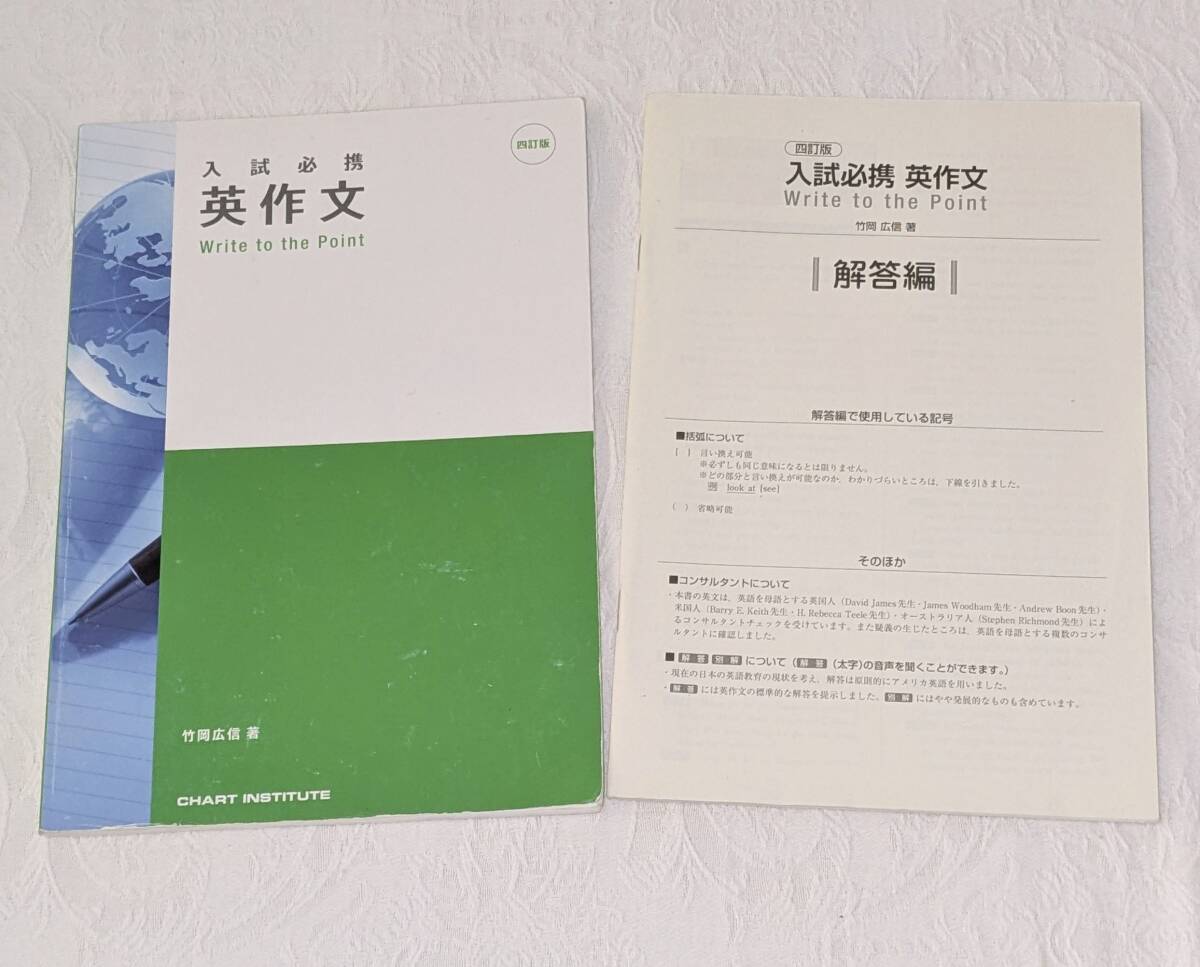 四訂版
入試必携
英作文
Write to the Point
竹岡広信 著
CHART INSTITUTE
四訂版
入試必携 英作文
Write to the Point
竹岡 広信 著
解答編
解答編で使用している記号
■括弧について
[ ] 言い換え可能
※必ずしも同じ意味になるとは限りません。
※どの部分と言い換えが可能なのか、わかりづらいところは、下線を引きました。
例 look at [see]
( ) 省略可能
そのほか
■コンサルタントについて
・本書の英文は、英語を母語とする英国人（David James先生・James Woodham先生・Andrew Boon先生）・
米国人（Barry E. Keith先生・H. Rebecca Teele先生）・オーストラリア人（Stephen Richmond先生）によ
るコンサルタントチェックを受けています。また疑義の生じたところは、英語を母語とする複数のコンサ
ルタントに確認しました。
■ 解答 別解 について（解答（太字）の音声を聞くことができます。）
・現在の日本の英語教育の現状を考え、解答は原則的にアメリカ英語を用いました。
・解答 には英作文の標準的な解答を提示しました。別解 にはやや発展的なものも含めています。